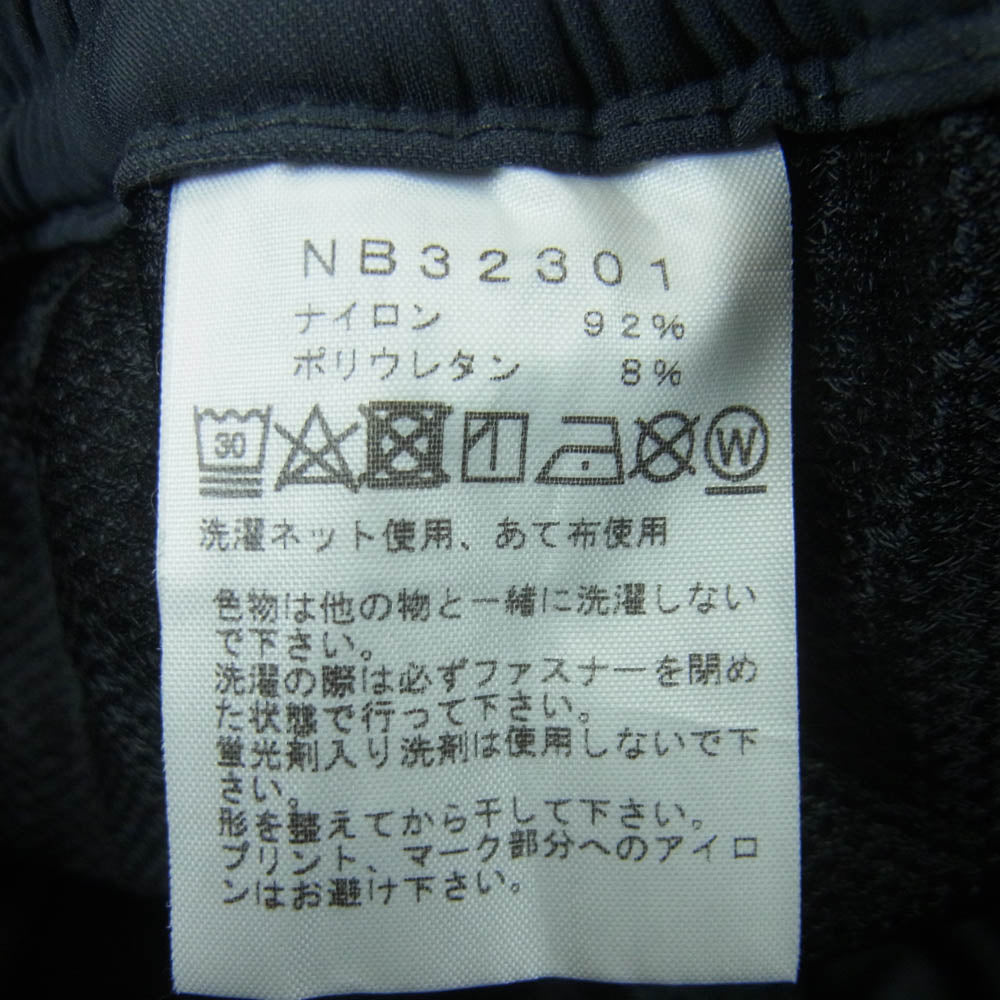 NB32301
ナイロン 92%
ポリウレタン 8%
30 W
洗濯ネット使用、あて布使用
色物は他の物と一緒に洗濯しない
で下さい。
洗濯の際は必ずファスナーを閉め
た状態で行って下さい。
蛍光剤入り洗剤は使用しないで下
さい。
形を整えてから干して下さい。
プリント、マーク部分へのアイロ
ンはお避け下さい。